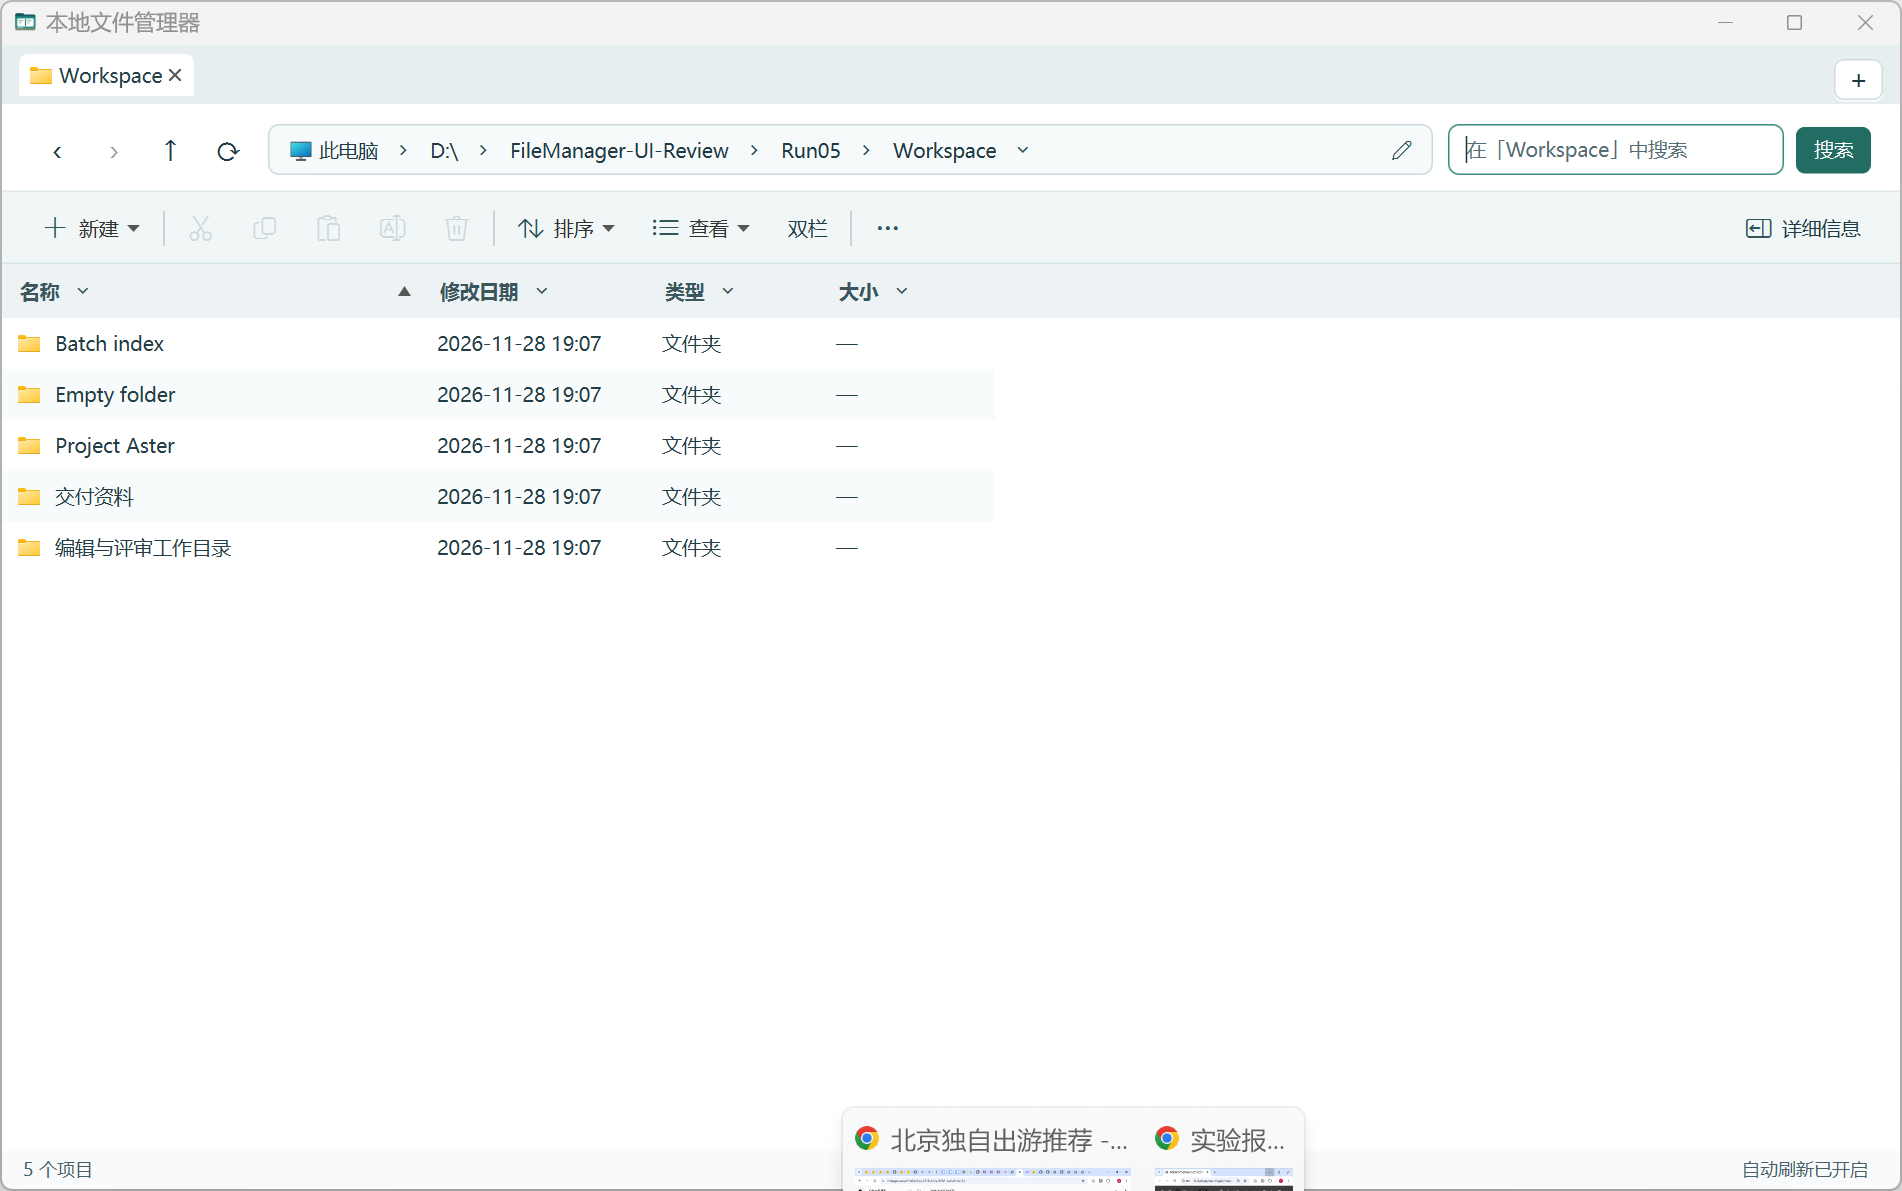 本地文件管理器
Workspace
此电脑 D:\ FileManager-UI-Review Run05 Workspace
在「Workspace」中搜索
搜索
新建 排序 查看 双栏 ··· 详细信息
名称 修改日期 类型 大小
Batch index 2026-11-28 19:07 文件夹 —
Empty folder 2026-11-28 19:07 文件夹 —
Project Aster 2026-11-28 19:07 文件夹 —
交付资料 2026-11-28 19:07 文件夹 —
编辑与评审工作目录 2026-11-28 19:07 文件夹 —
北京独自出游推荐 -... 实验报...
5 个项目 自动刷新已开启